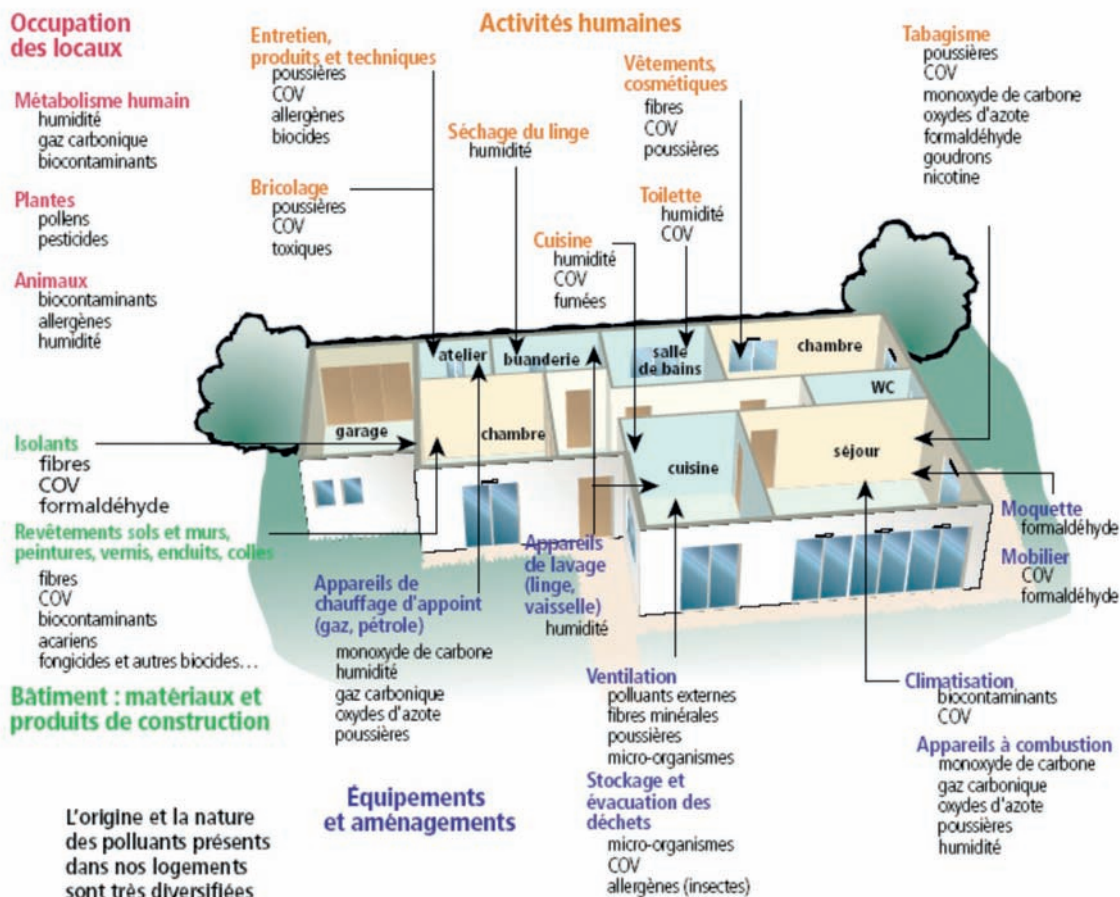 Occupation
des locaux
Métabolisme humain
humidité
gaz carbonique
biocontaminants
Plantes
pollens
pesticides
Animaux
biocontaminants
allergènes
humidité
Activités humaines
Entretien,
produits et techniques
poussières
COV
allergènes
biocides
Bricolage
poussières
COV
toxiques
Séchage du linge
humidité
Cuisine
humidité
COV
fumées
Vêtements,
cosmétiques
fibres
COV
poussières
Toilette
humidité
COV
Tabagisme
poussières
COV
monoxyde de carbone
oxydes d'azote
formaldéhyde
goudrons
nicotine
garage
atelier
buanderie
chambre
salle
de bains
chambre
WC
cuisine
séjour
Isolants
fibres
COV
formaldéhyde
Revêtements sols et murs,
peintures, vernis, enduits, colles
fibres
COV
biocontaminants
acariens
fongicides et autres biocides...
Bâtiment : matériaux et
produits de construction
Appareils de
chauffage d'appoint
(gaz, pétrole)
monoxyde de carbone
humidité
gaz carbonique
oxydes d'azote
poussières
Appareils
de lavage
(linge,
vaisselle)
humidité
Ventilation
polluants externes
fibres minérales
poussières
micro-organismes
Stockage et
évacuation des
déchets
micro-organismes
COV
allergènes (insectes)
Moquette
formaldéhyde
Mobilier
COV
formaldéhyde
Climatisation
biocontaminants
COV
Appareils à combustion
monoxyde de carbone
gaz carbonique
oxydes d'azote
poussières
humidité
Équipements
et aménagements
L'origine et la nature
des polluants présents
dans nos logements
sont très diversifiées